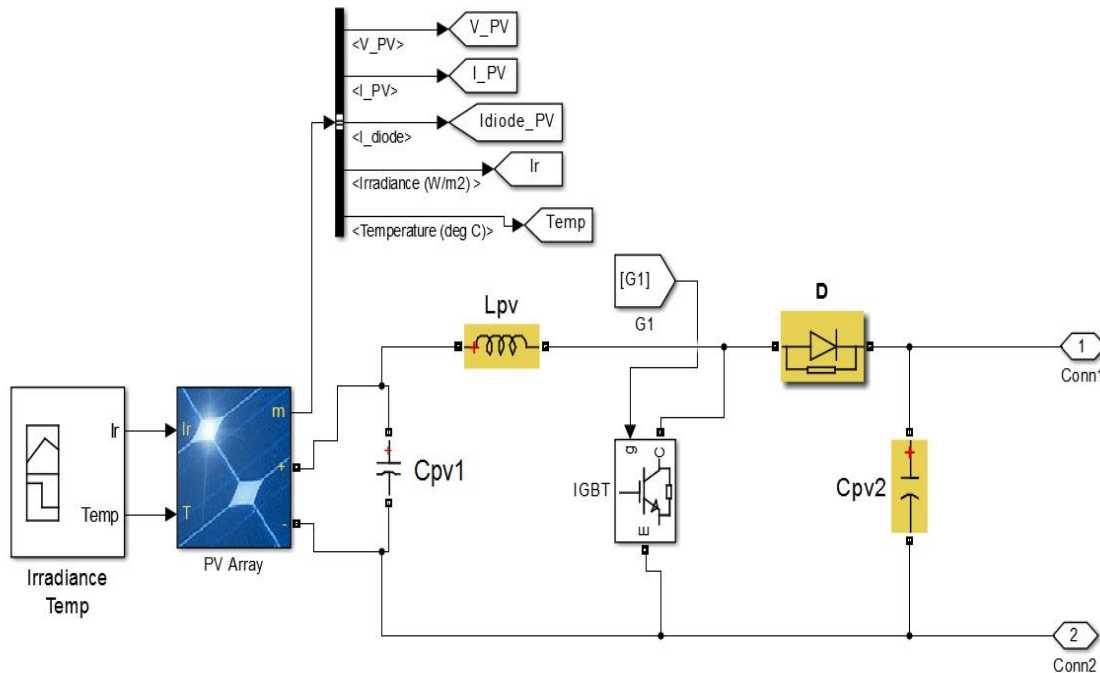 V_PV
<V_PV>
I_PV
<I_PV>
Idiode_PV
<I_diode>
Ir
<Irradiance (W/m2) >
Temp
<Temperature (deg C)>
[G1]
G1
Lpv
D
1
Conn1
Ir
Temp
Irradiance
Temp
Ir
T
m
+
-
PV Array
+
Cpv1
+
g
C
E
IGBT
+
Cpv2
2
Conn2